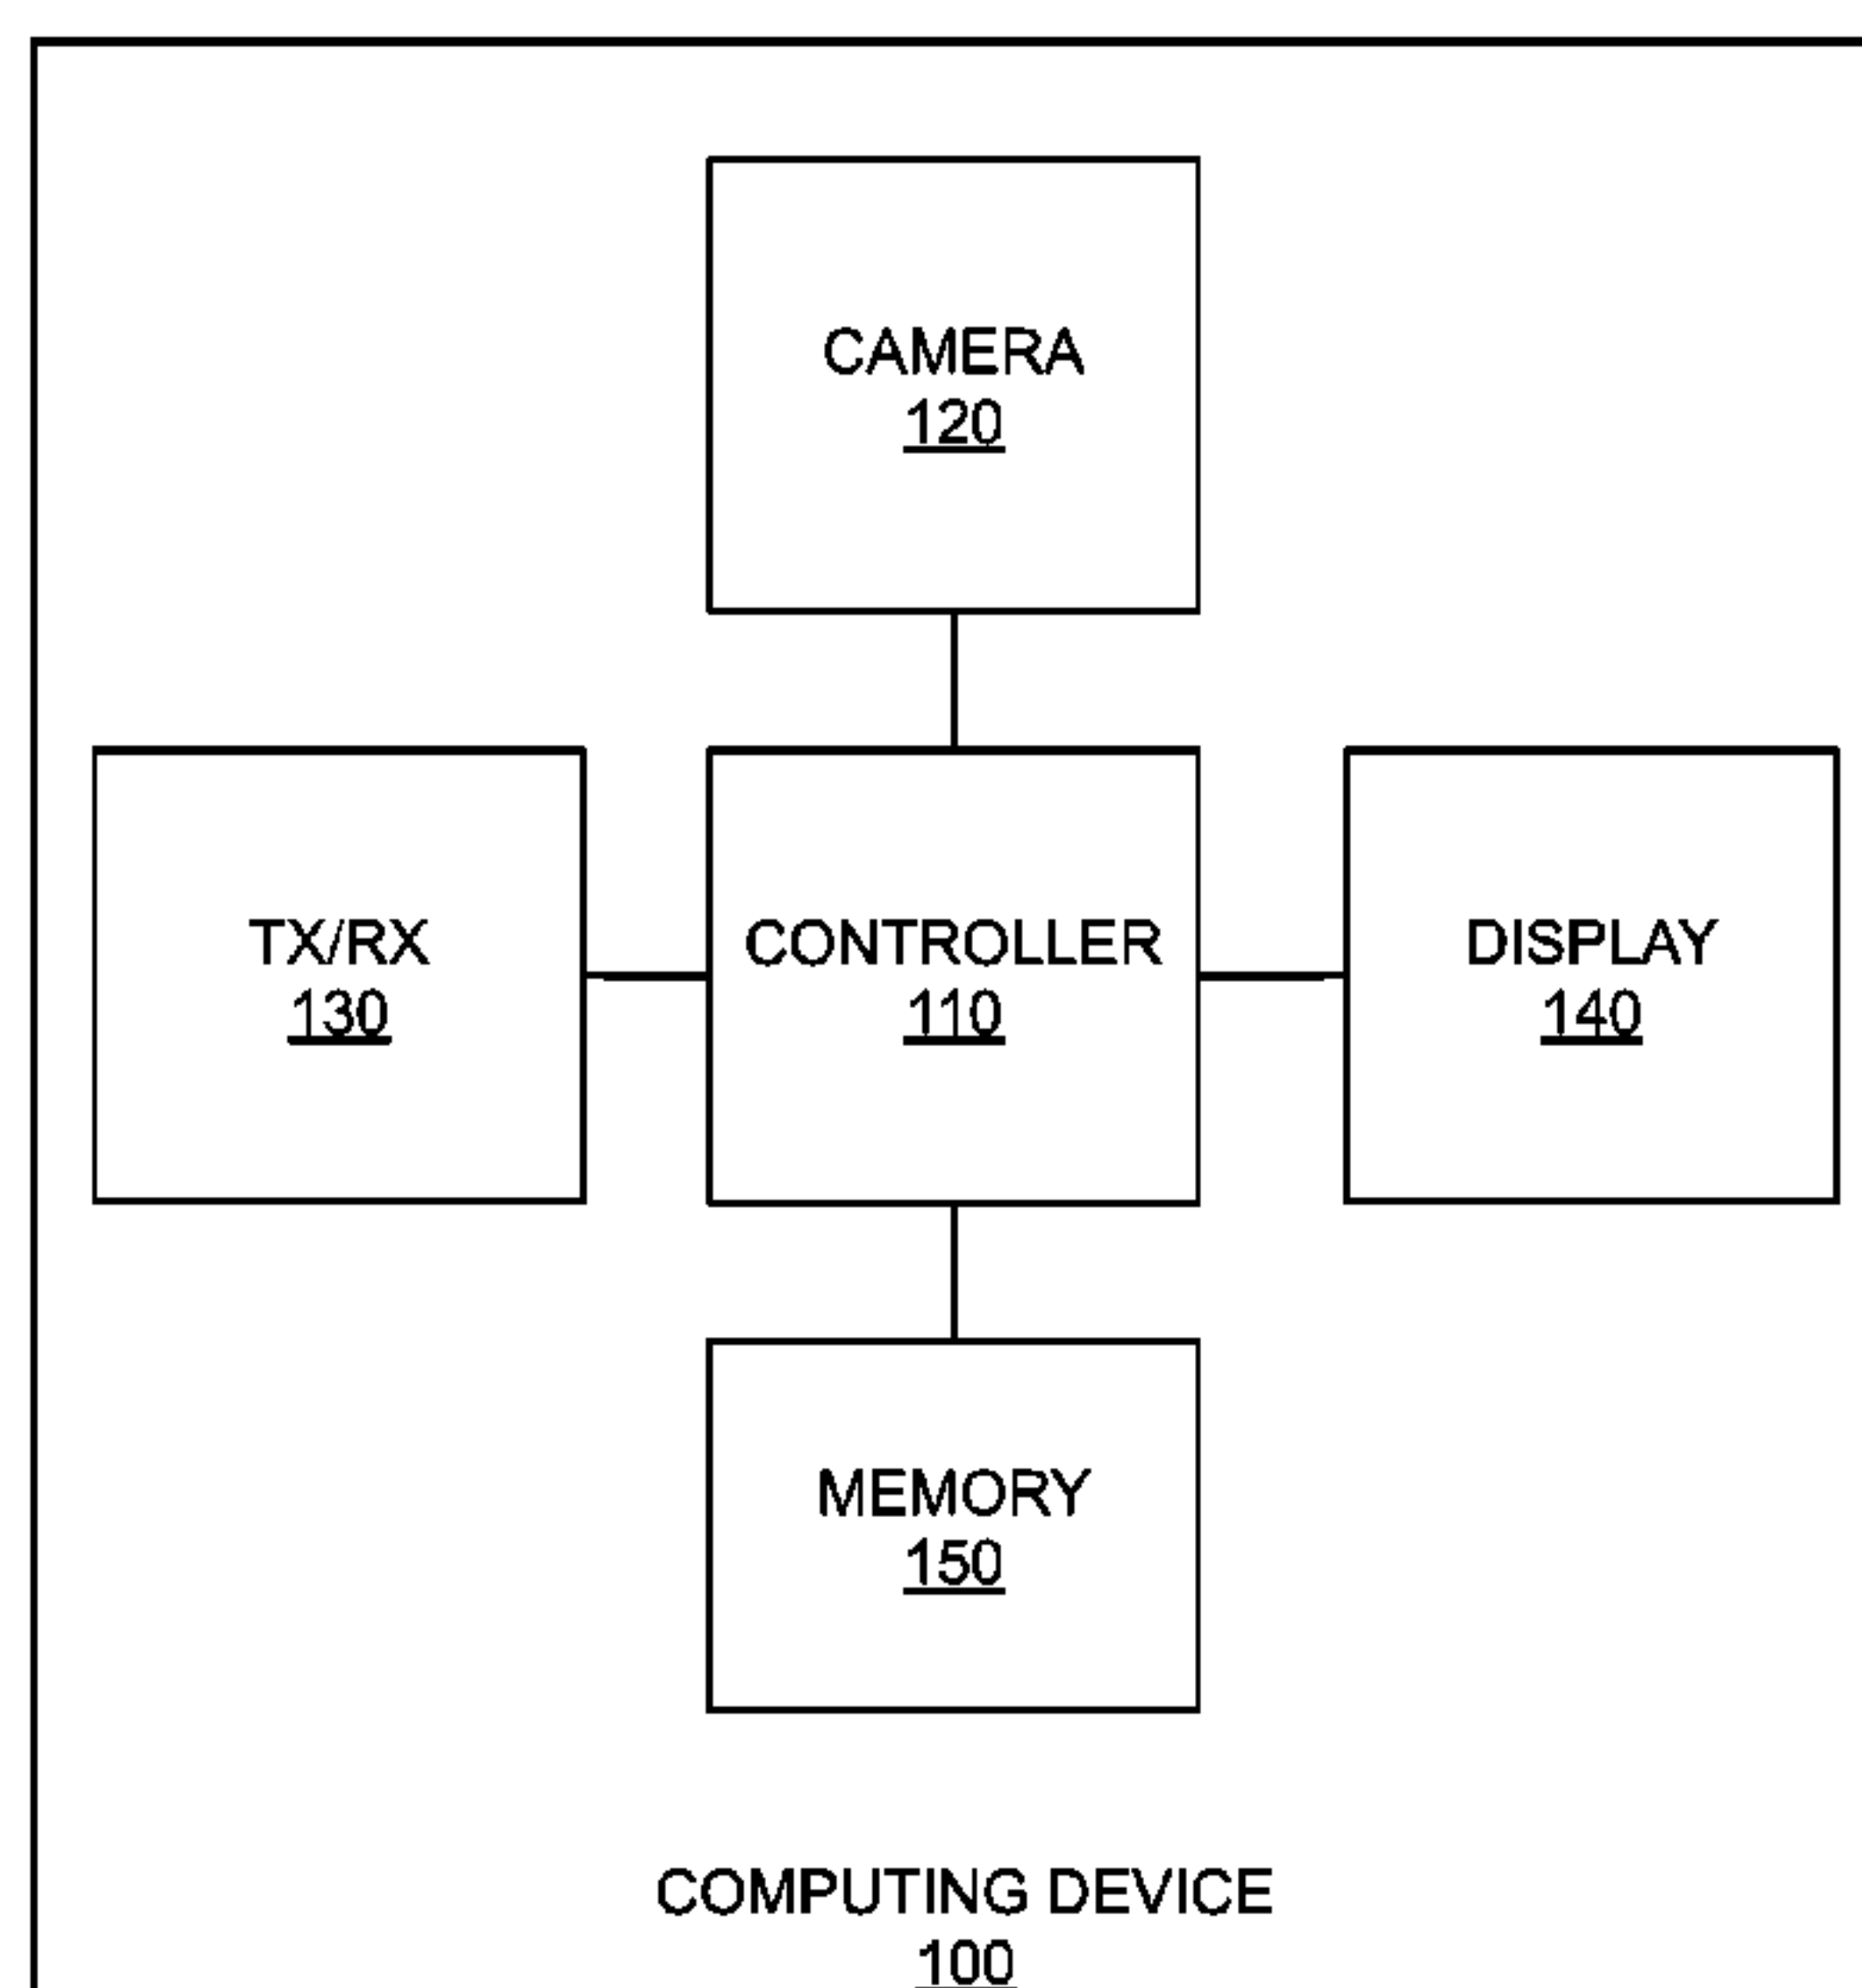 CAMERA
120
TX/RX
130
CONTROLLER
110
DISPLAY
140
MEMORY
150
COMPUTING DEVICE
100